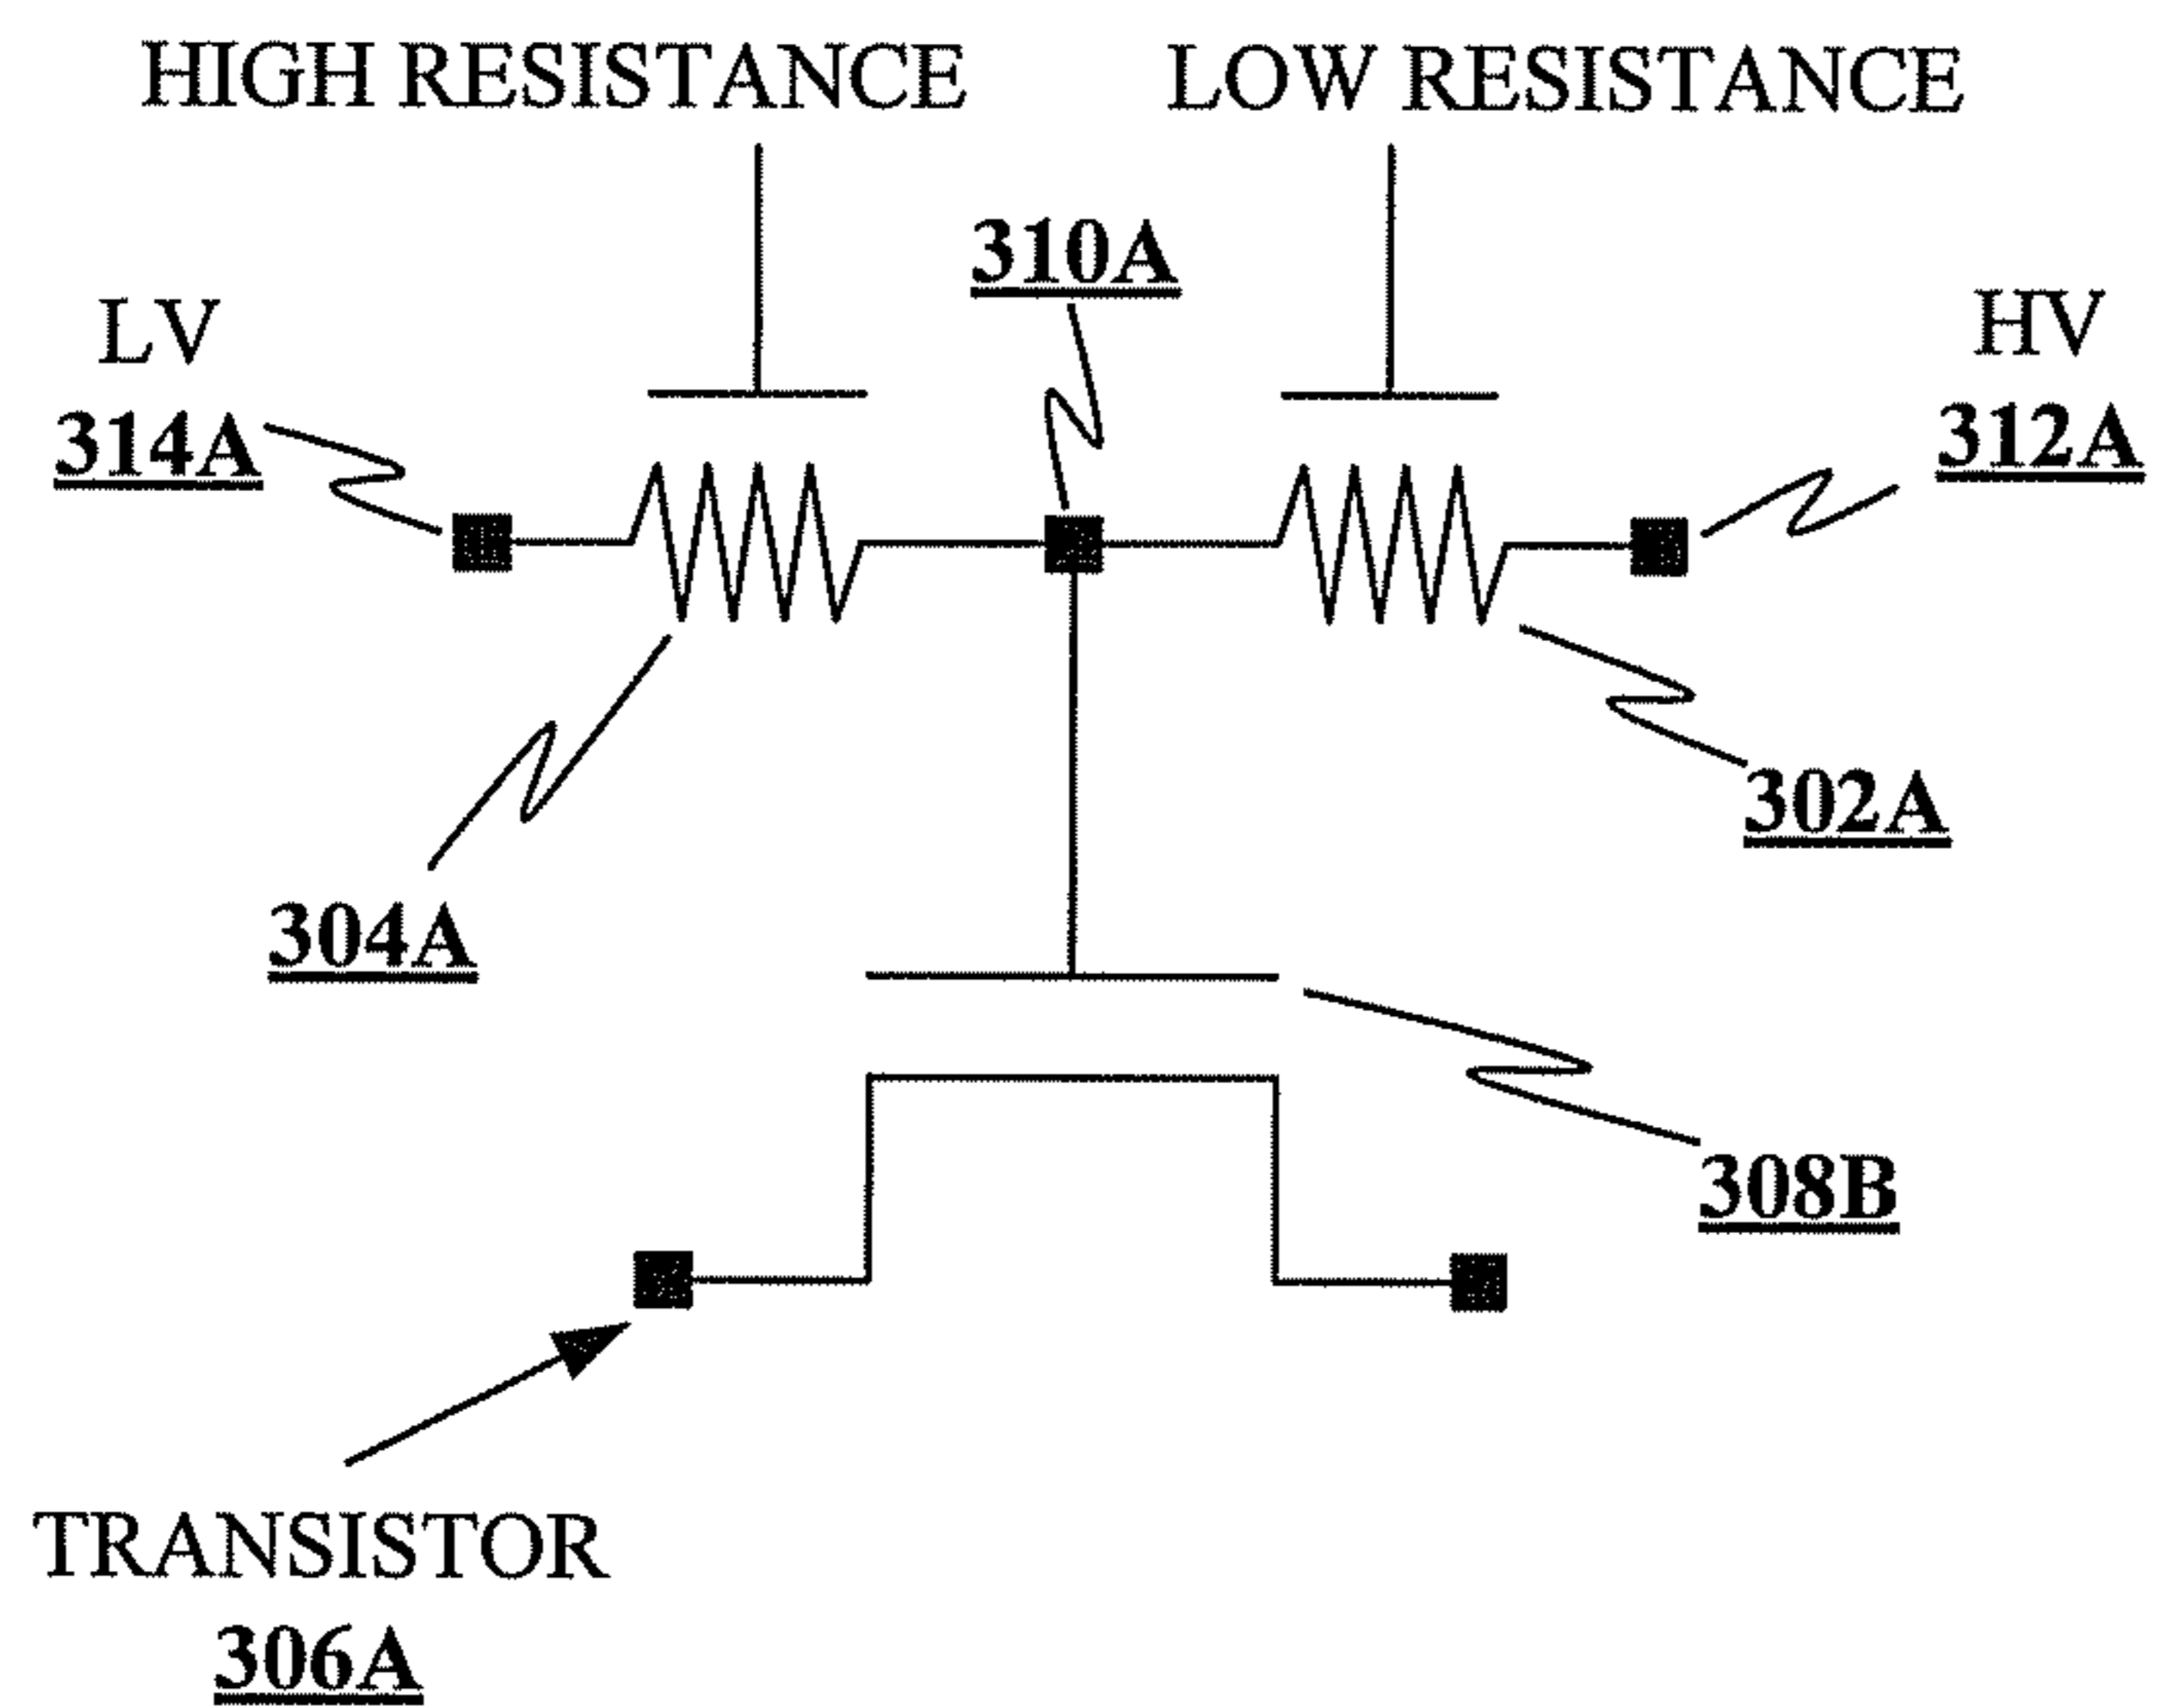 HIGH RESISTANCE
LOW RESISTANCE
310A
LV
314A
HV
312A
302A
304A
308B
TRANSISTOR
306A